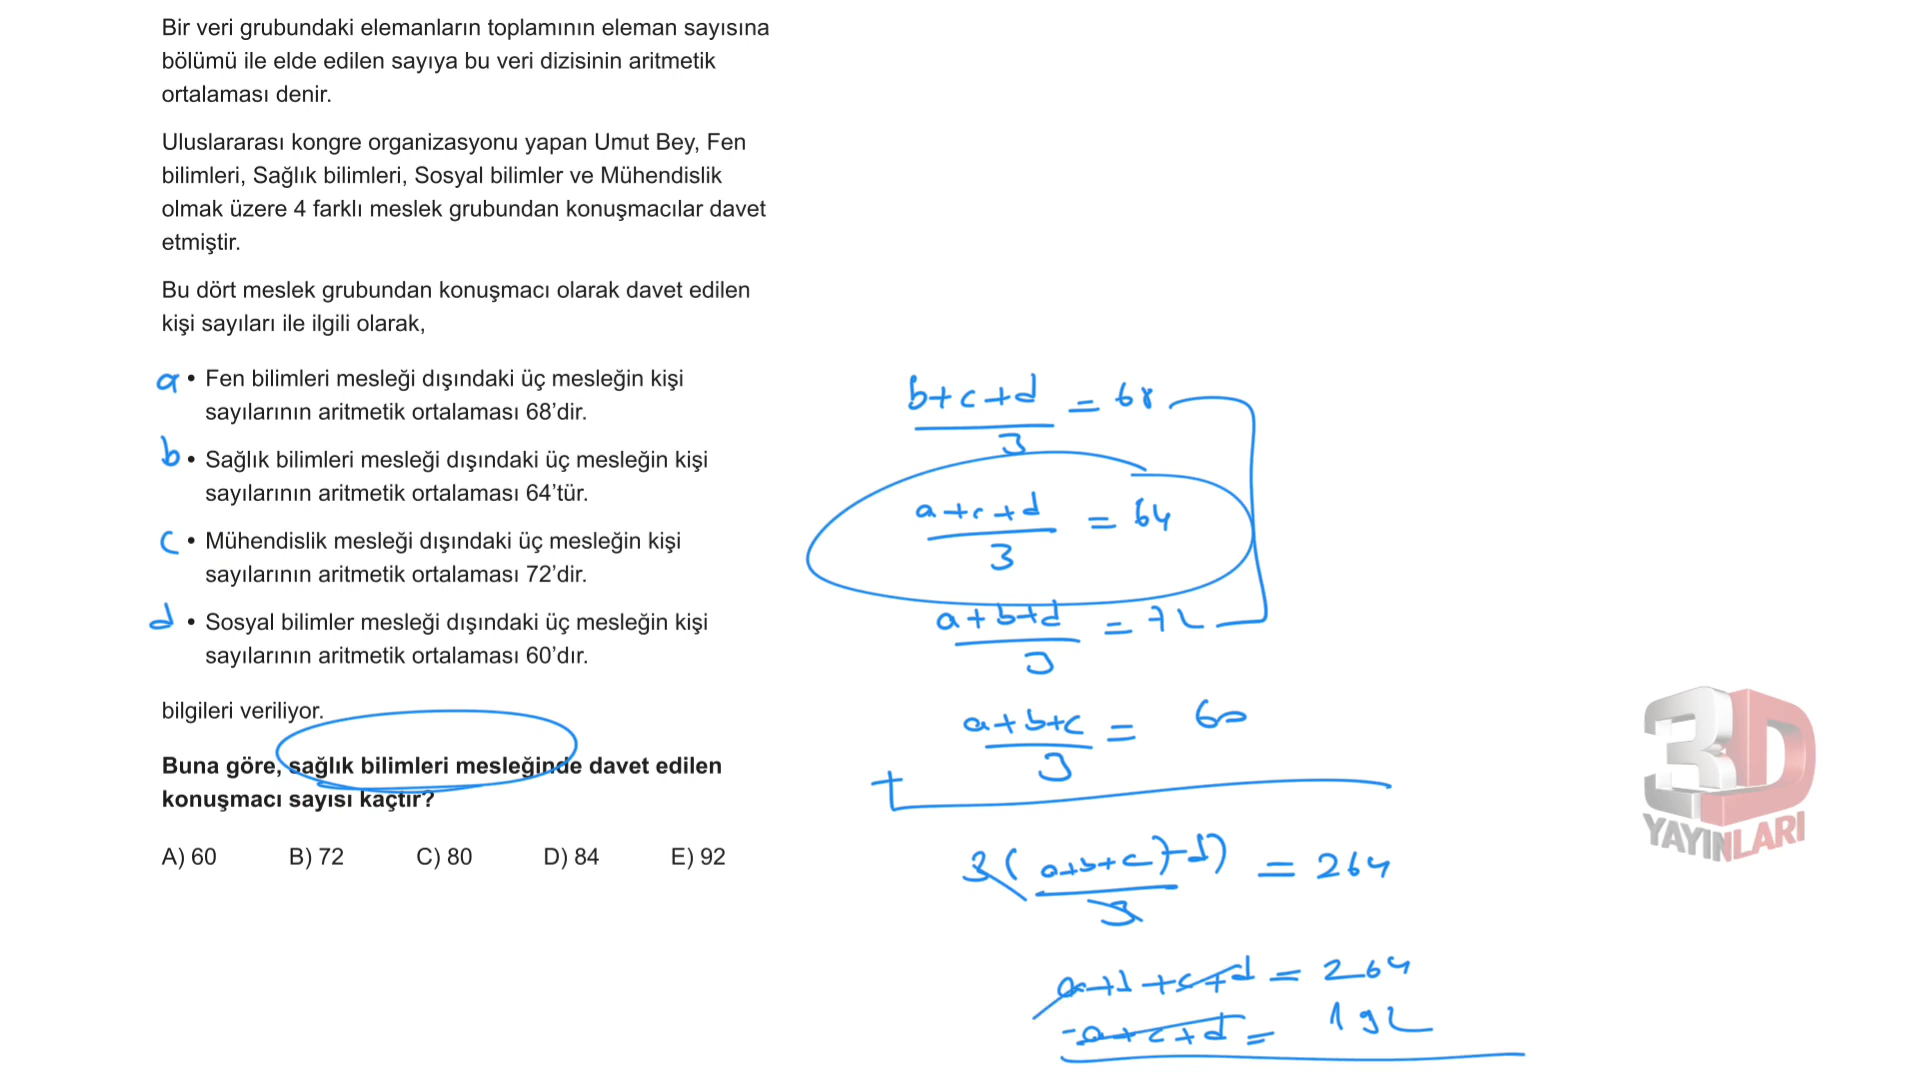 Bir veri grubundaki elemanların toplamının eleman sayısına
bölümü ile elde edilen sayıya bu veri dizisinin aritmetik
ortalaması denir.
Uluslararası kongre organizasyonu yapan Umut Bey, Fen
bilimleri, Sağlık bilimleri, Sosyal bilimler ve Mühendislik
olmak üzere 4 farklı meslek grubundan konuşmacılar davet
etmiştir.
Bu dört meslek grubundan konuşmacı olarak davet edilen
kişi sayıları ile ilgili olarak,
a • Fen bilimleri mesleği dışındaki üç mesleğin kişi
sayılarının aritmetik ortalaması 68'dir.
b • Sağlık bilimleri mesleği dışındaki üç mesleğin kişi
sayılarının aritmetik ortalaması 64'tür.
c • Mühendislik mesleği dışındaki üç mesleğin kişi
sayılarının aritmetik ortalaması 72'dir.
d • Sosyal bilimler mesleği dışındaki üç mesleğin kişi
sayılarının aritmetik ortalaması 60'dır.
bilgileri veriliyor.
Buna göre, sağlık bilimleri mesleğinde davet edilen
konuşmacı sayısı kaçtır?
A) 60 B) 72 C) 80 D) 84 E) 92
b+c+d = 68
3
a+c+d = 64
3
a+b+d = 72
3
a+b+c = 60
3
+
3(a+b+c+d) = 264
3
a+b+c+d = 264
-a+c+d = 192
3D
YAYINLARI